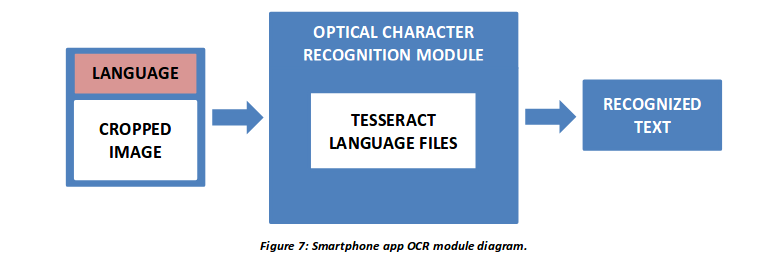 OPTICAL CHARACTER
RECOGNITION MODULE
LANGUAGE
CROPPED
IMAGE
TESSERACT
LANGUAGE FILES
RECOGNIZED
TEXT
Figure 7: Smartphone app OCR module diagram.